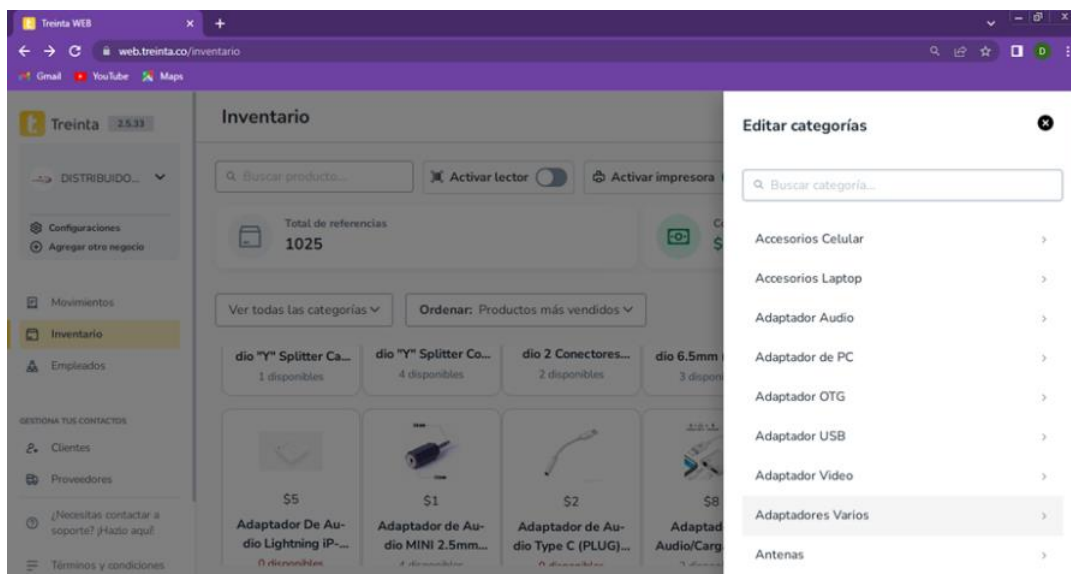 Treinta WEB
web.treinta.co/inventario
D
Gmail YouTube Maps
Treinta 2.5.33
DISTRIBUIDO...
Configuraciones
Agregar otro negocio
Movimientos
Inventario
Empleados
GESTIONA TUS CONTACTOS
Clientes
Proveedores
¿Necesitas contactar a
soporte? ¡Hazlo aquí!
Términos y condiciones
Inventario
Buscar producto...
Activar lector
Activar impresora
Total de referencias
1025
$
Ver todas las categorías
Ordenar: Productos más vendidos
dio "Y" Splitter Ca...
1 disponibles
dio "Y" Splitter Co...
4 disponibles
dio 2 Conectores...
2 disponibles
dio 6.5mm
3 dispon
$5
Adaptador De Au-
dio Lightning iP-...
0 disponibles
$1
Adaptador de Au-
dio MINI 2.5mm...
4 disponibles
$2
Adaptador de Au-
dio Type C (PLUG)...
0 disponibles
$8
Adaptad
Audio/Carg
Editar categorías
Buscar categoría...
Accesorios Celular
Accesorios Laptop
Adaptador Audio
Adaptador de PC
Adaptador OTG
Adaptador USB
Adaptador Video
Adaptadores Varios
Antenas